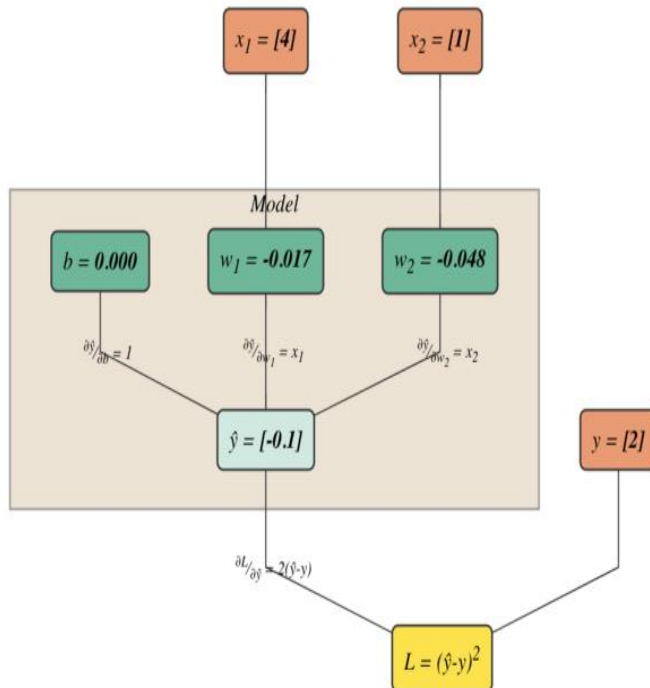 x₁ = [4]
x₂ = [1]
Model
b = 0.000
w₁ = -0.017
w₂ = -0.048
∂ŷ/∂b = 1
∂ŷ/∂w₁ = x₁
∂ŷ/∂w₂ = x₂
ŷ = [-0.1]
y = [2]
∂L/∂ŷ = 2(ŷ-y)
L = (ŷ-y)²